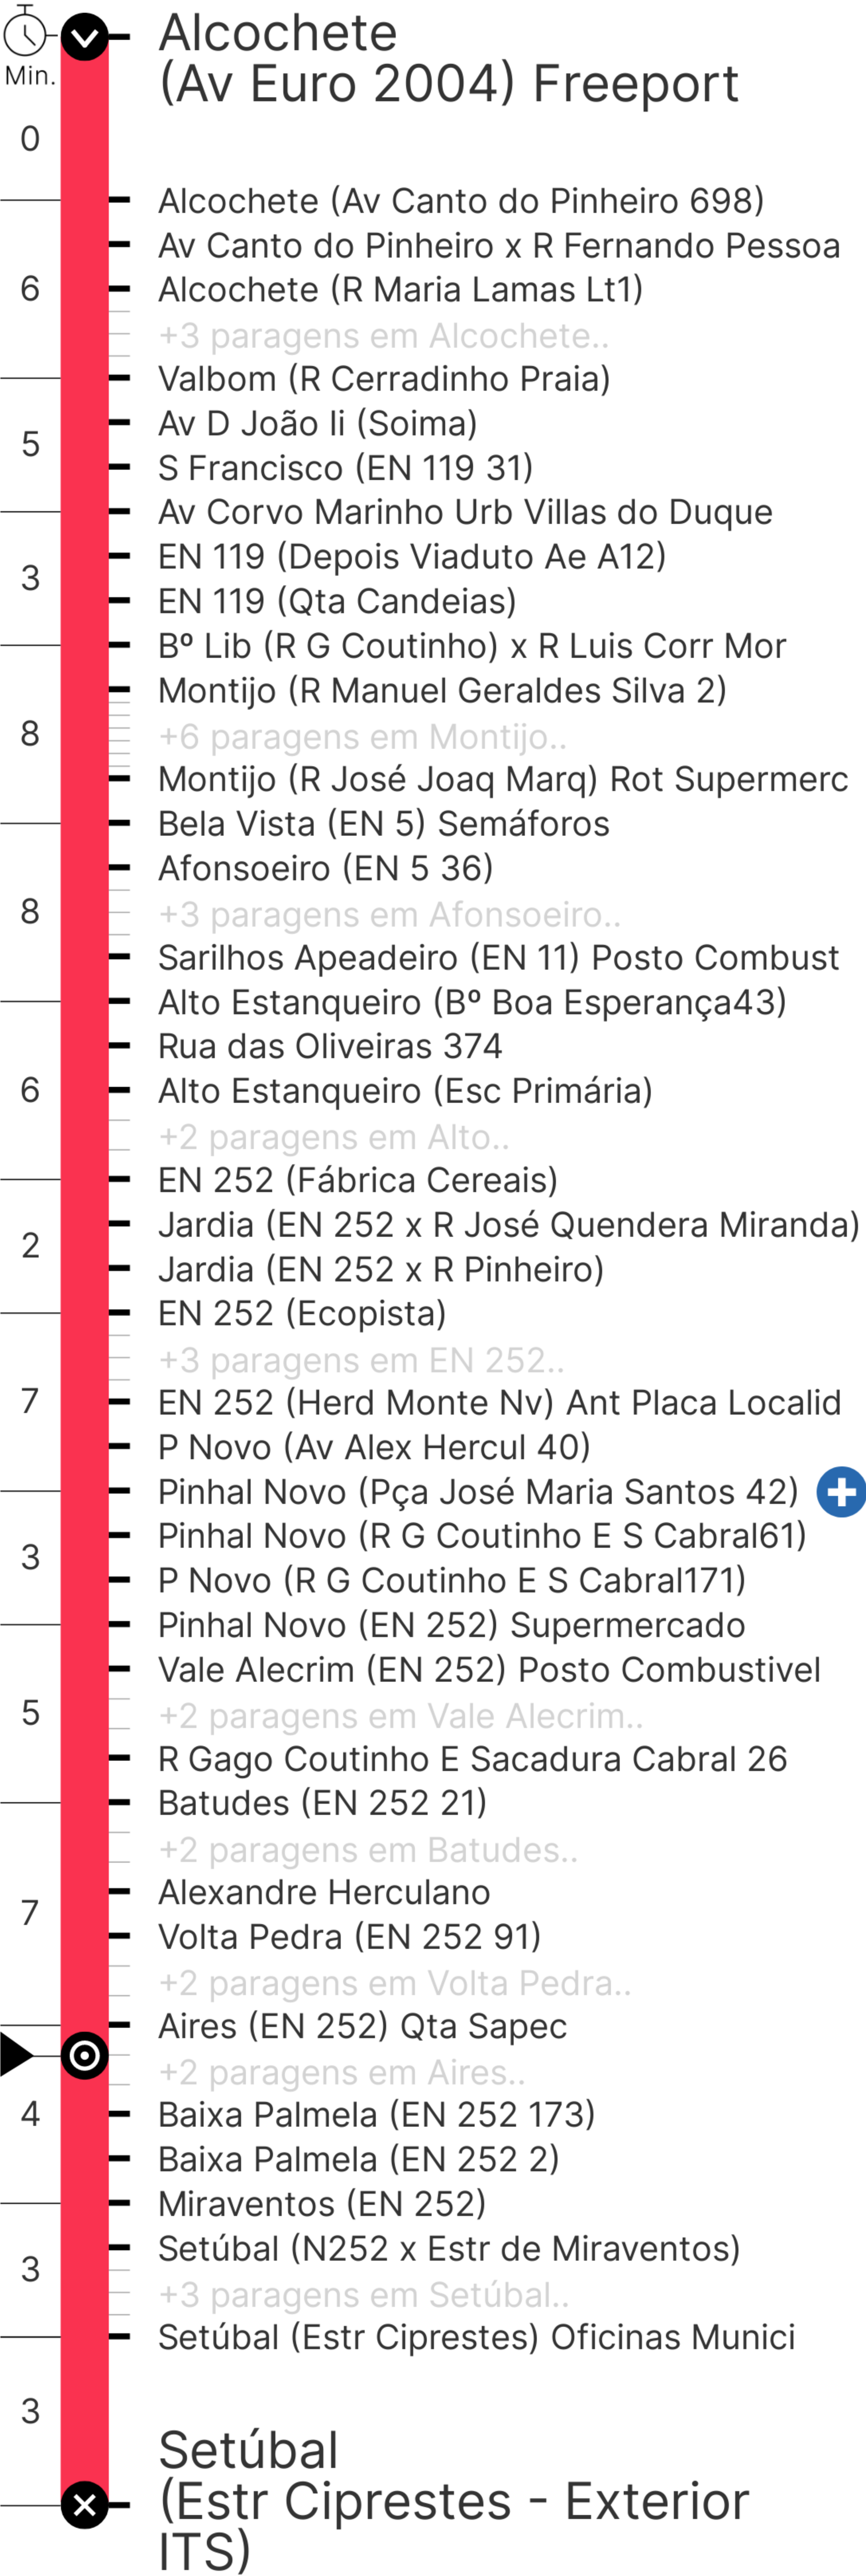 Min.
Alcochete
(Av Euro 2004) Freeport
0
Alcochete (Av Canto do Pinheiro 698)
Av Canto do Pinheiro x R Fernando Pessoa
6
Alcochete (R Maria Lamas Lt1)
+3 paragens em Alcochete..
Valbom (R Cerradinho Praia)
Av D João Ii (Soima)
5
S Francisco (EN 119 31)
Av Corvo Marinho Urb Villas do Duque
EN 119 (Depois Viaduto Ae A12)
3
EN 119 (Qta Candeias)
Bº Lib (R G Coutinho) x R Luis Corr Mor
Montijo (R Manuel Geraldes Silva 2)
8
+6 paragens em Montijo..
Montijo (R José Joaq Marq) Rot Supermerc
Bela Vista (EN 5) Semáforos
Afonsoeiro (EN 5 36)
8
+3 paragens em Afonsoeiro..
Sarilhos Apeadeiro (EN 11) Posto Combust
Alto Estanqueiro (Bº Boa Esperança43)
Rua das Oliveiras 374
6
Alto Estanqueiro (Esc Primária)
+2 paragens em Alto..
EN 252 (Fábrica Cereais)
Jardia (EN 252 x R José Quendera Miranda)
2
Jardia (EN 252 x R Pinheiro)
EN 252 (Ecopista)
+3 paragens em EN 252..
7
EN 252 (Herd Monte Nv) Ant Placa Localid
P Novo (Av Alex Hercul 40)
Pinhal Novo (Pça José Maria Santos 42)
Pinhal Novo (R G Coutinho E S Cabral61)
3
P Novo (R G Coutinho E S Cabral171)
Pinhal Novo (EN 252) Supermercado
Vale Alecrim (EN 252) Posto Combustivel
5
+2 paragens em Vale Alecrim..
R Gago Coutinho E Sacadura Cabral 26
Batudes (EN 252 21)
+2 paragens em Batudes..
Alexandre Herculano
7
Volta Pedra (EN 252 91)
+2 paragens em Volta Pedra..
Aires (EN 252) Qta Sapec
+2 paragens em Aires..
4
Baixa Palmela (EN 252 173)
Baixa Palmela (EN 252 2)
Miraventos (EN 252)
Setúbal (N252 x Estr de Miraventos)
3
+3 paragens em Setúbal..
Setúbal (Estr Ciprestes) Oficinas Munici
3
Setúbal
(Estr Ciprestes - Exterior
ITS)